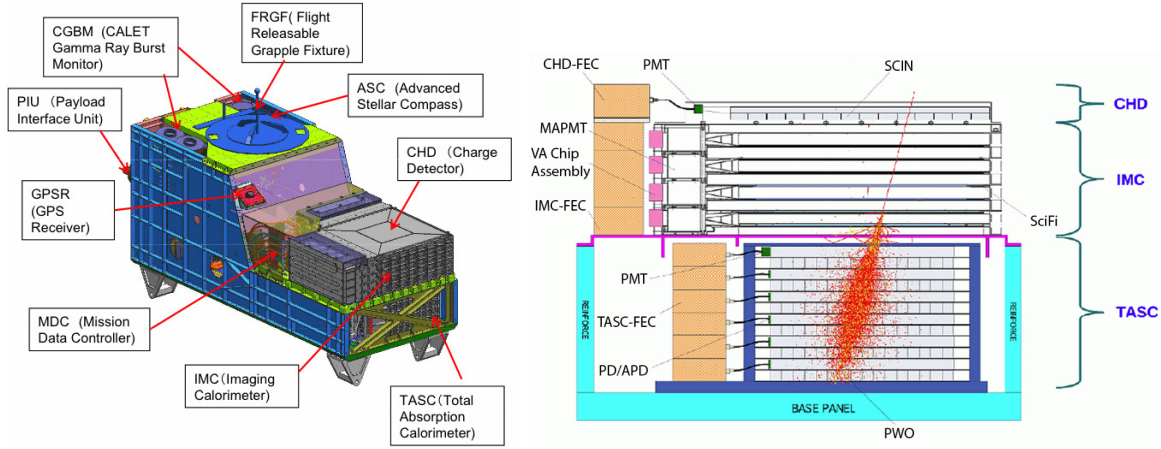 CGBM (CALET
Gamma Ray Burst
Monitor)
FRGF( Flight
Releasable
Grapple Fixture)
ASC (Advanced
Stellar Compass)
PIU (Payload
Interface Unit)
CHD (Charge
Detector)
GPSR
(GPS
Receiver)
MDC (Mission
Data Controller)
IMC(Imaging
Calorimeter)
TASC(Total
Absorption
Calorimeter)
CHD-FEC
PMT
SCIN
CHD
MAPMT
VA Chip
Assembly
IMC
IMC-FEC
SciFi
PMT
REINFORCE
REINFORCE
TASC-FEC
TASC
PD/APD
BASE PANEL
PWO